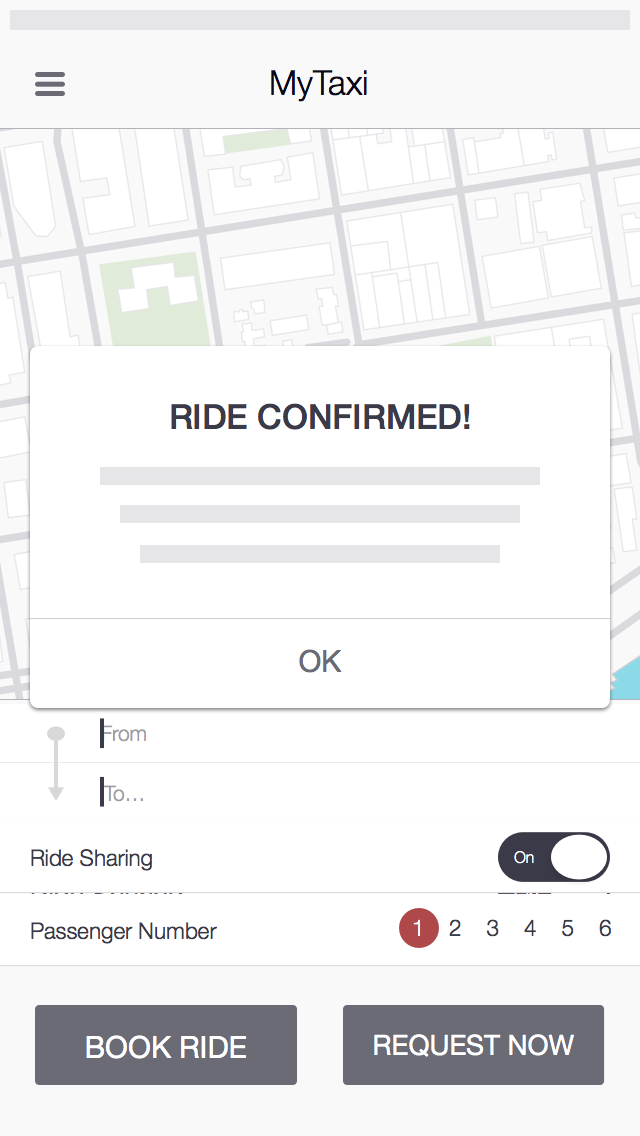 MyTaxi
RIDE CONFIRMED!
OK
From
To...
Ride Sharing
On
Passenger Number
1 2 3 4 5 6
BOOK RIDE
REQUEST NOW